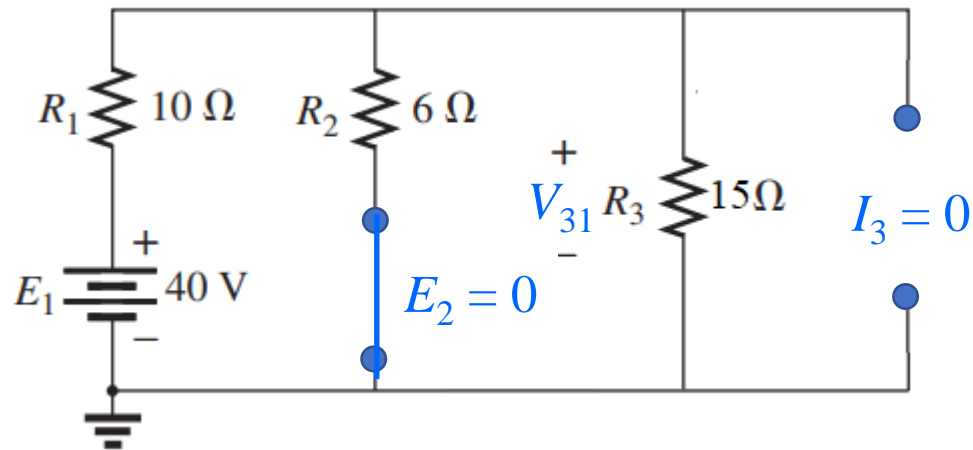 R₁ 10 Ω
R₂ 6 Ω
+
V₃₁
−
R₃ 15Ω
I₃ = 0
+
E₁ 40 V
−
E₂ = 0